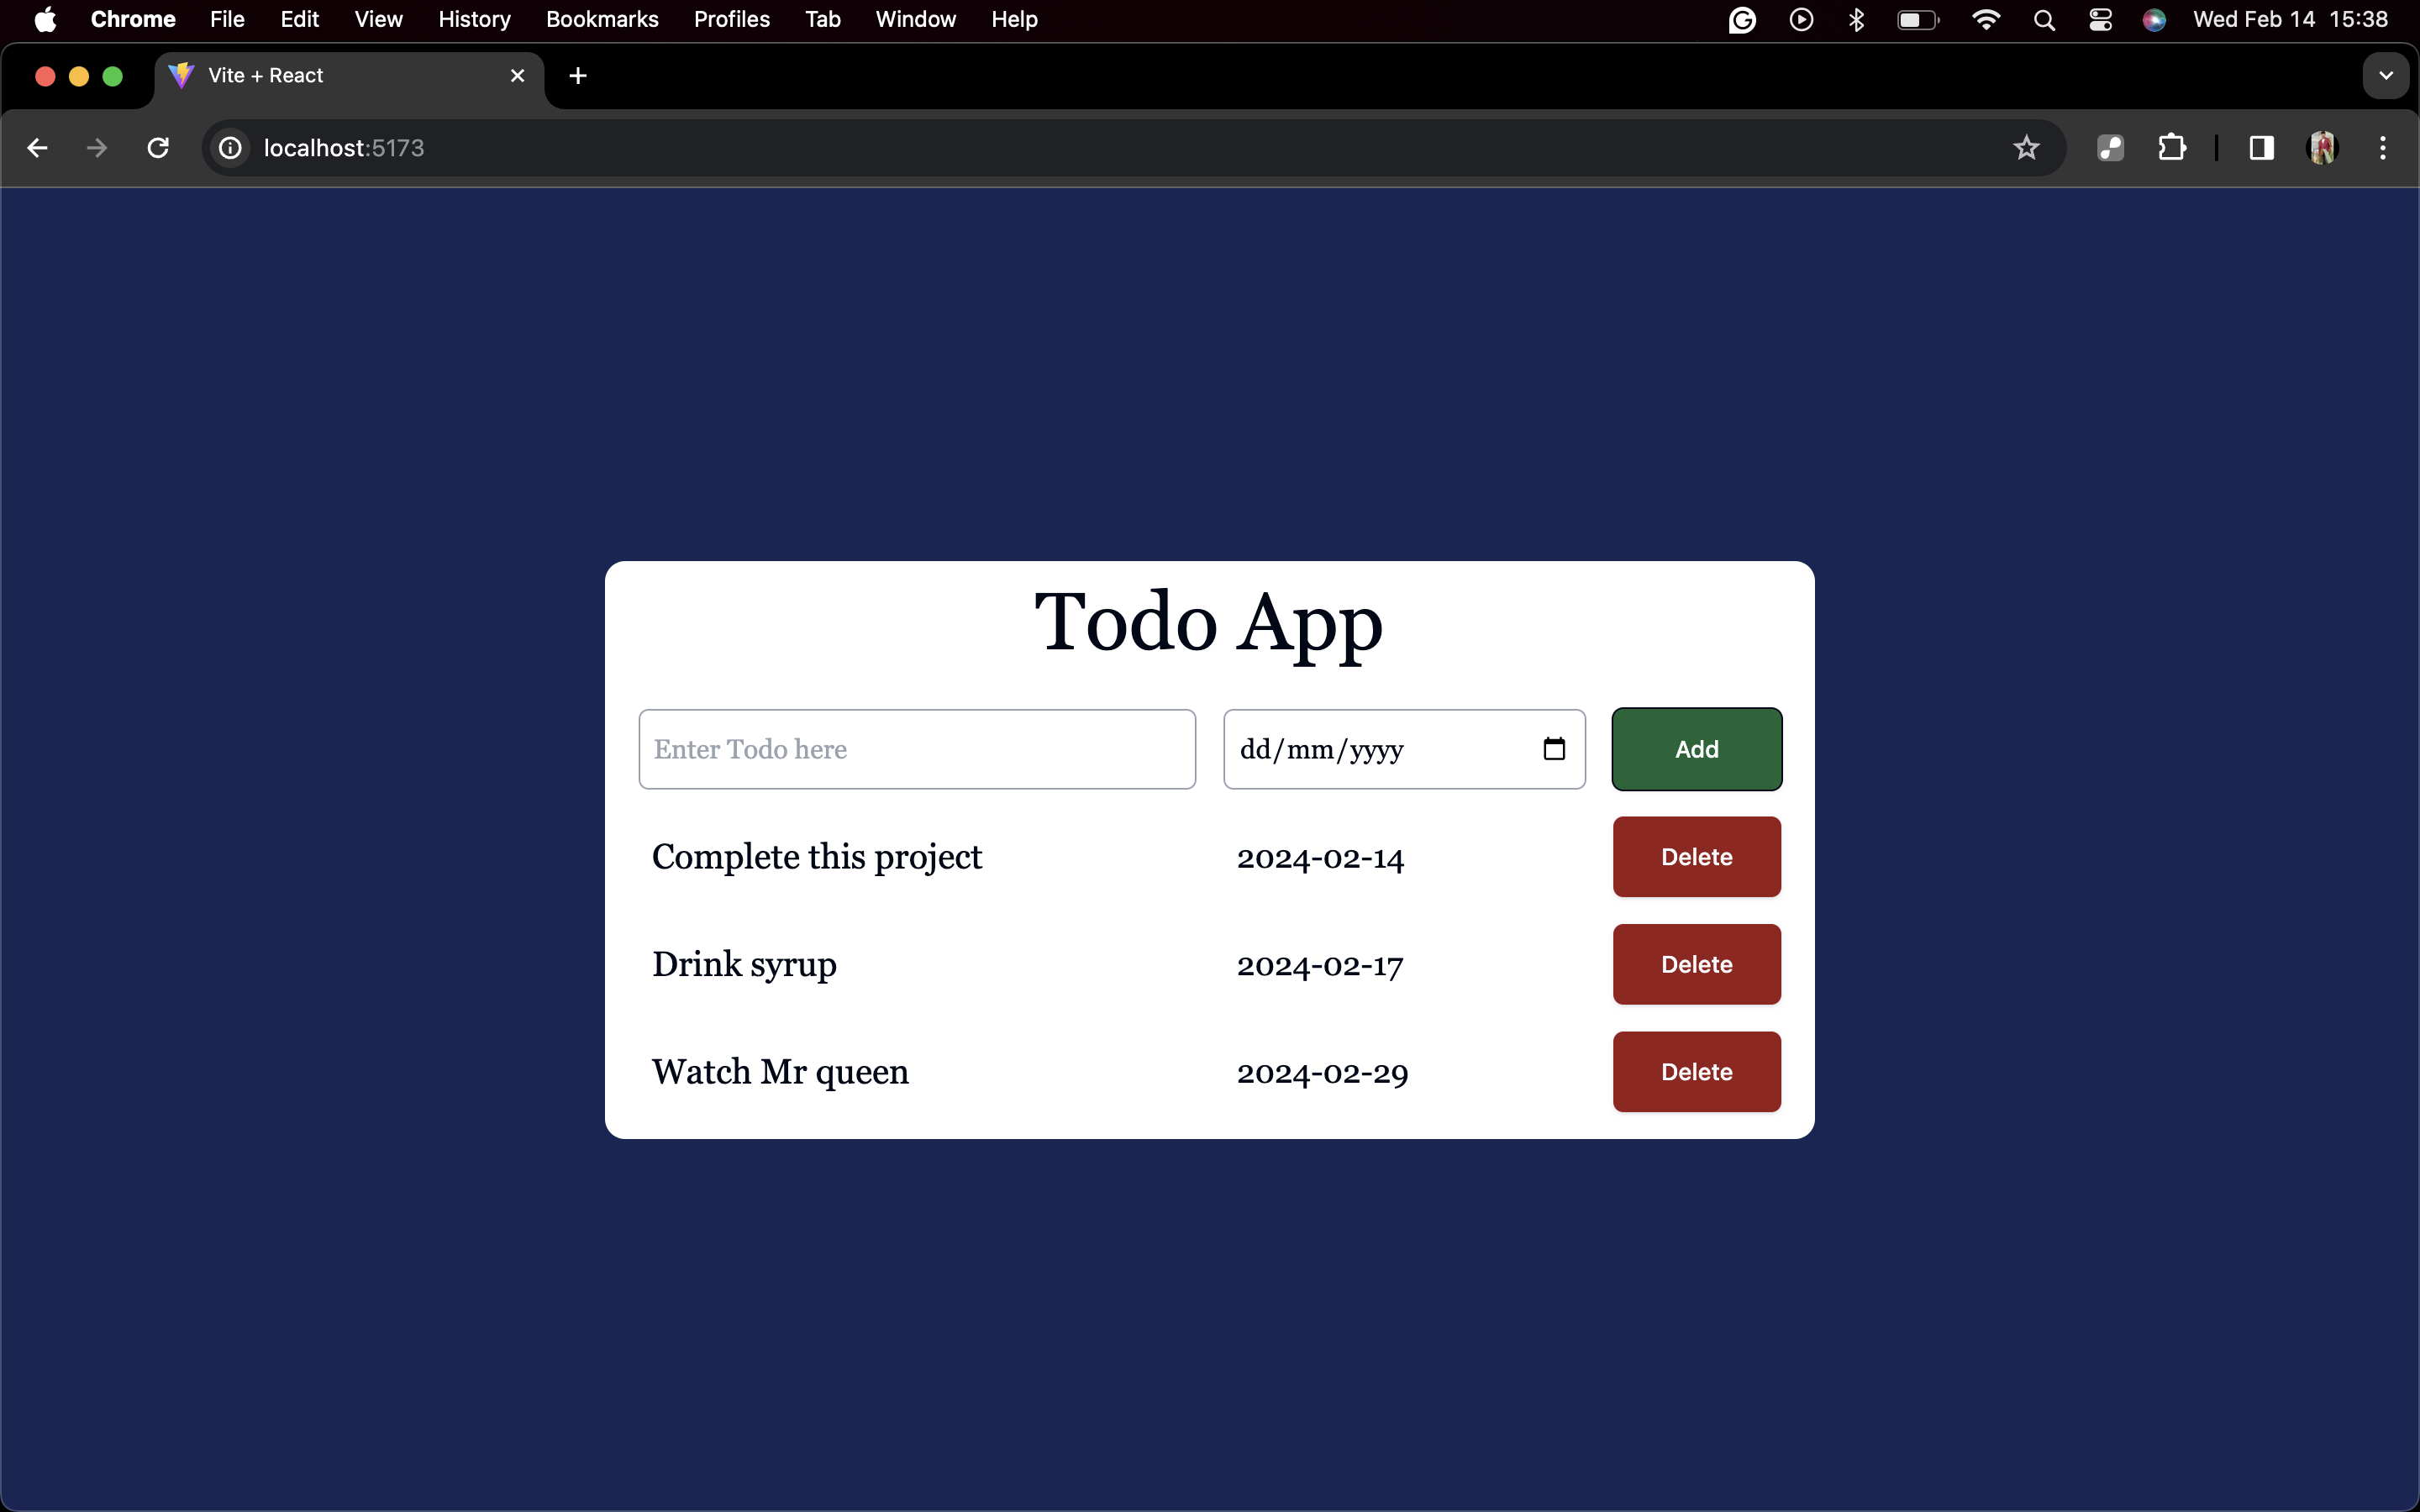 Chrome File Edit View History Bookmarks Profiles Tab Window Help Wed Feb 14 15:38
Vite + React
localhost:5173
Todo App
Enter Todo here dd/mm/yyyy Add
Complete this project 2024-02-14 Delete
Drink syrup 2024-02-17 Delete
Watch Mr queen 2024-02-29 Delete